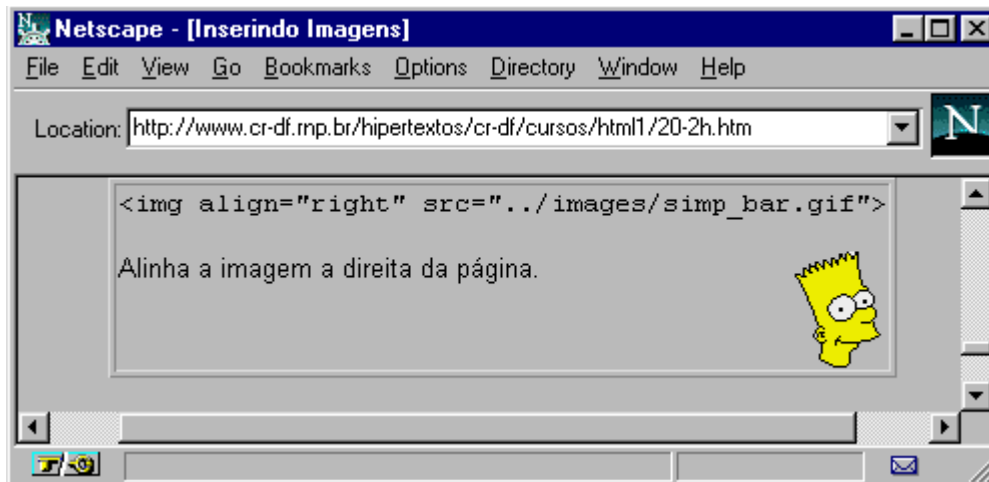 Netscape - [Inserindo Imagens]
File Edit View Go Bookmarks Options Directory Window Help
Location: http://www.cr-df.rnp.br/hipertextos/cr-df/cursos/html1/20-2h.htm
N
<img align="right" src="../images/simp_bar.gif">
Alinha a imagem a direita da página.